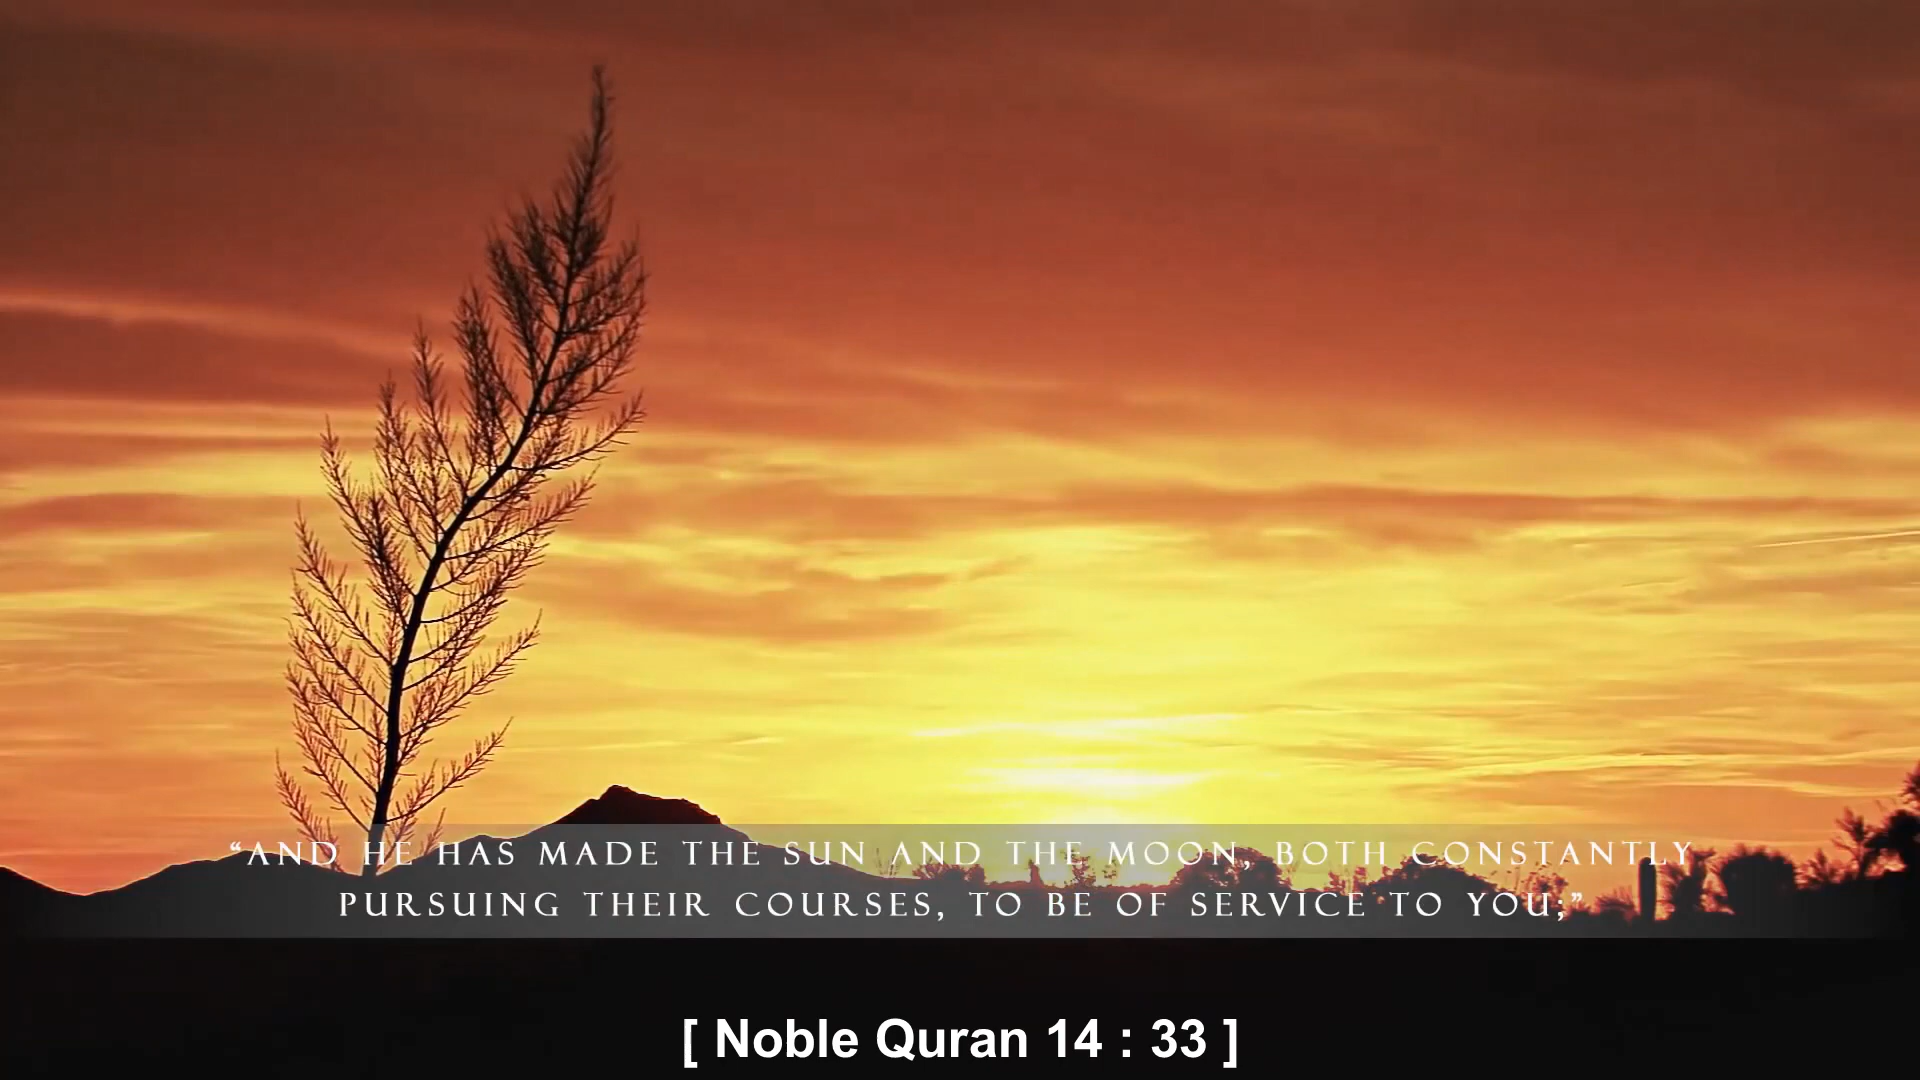 “AND HE HAS MADE THE SUN AND THE MOON, BOTH CONSTANTLY
PURSUING THEIR COURSES, TO BE OF SERVICE TO YOU;”
[ Noble Quran 14 : 33 ]